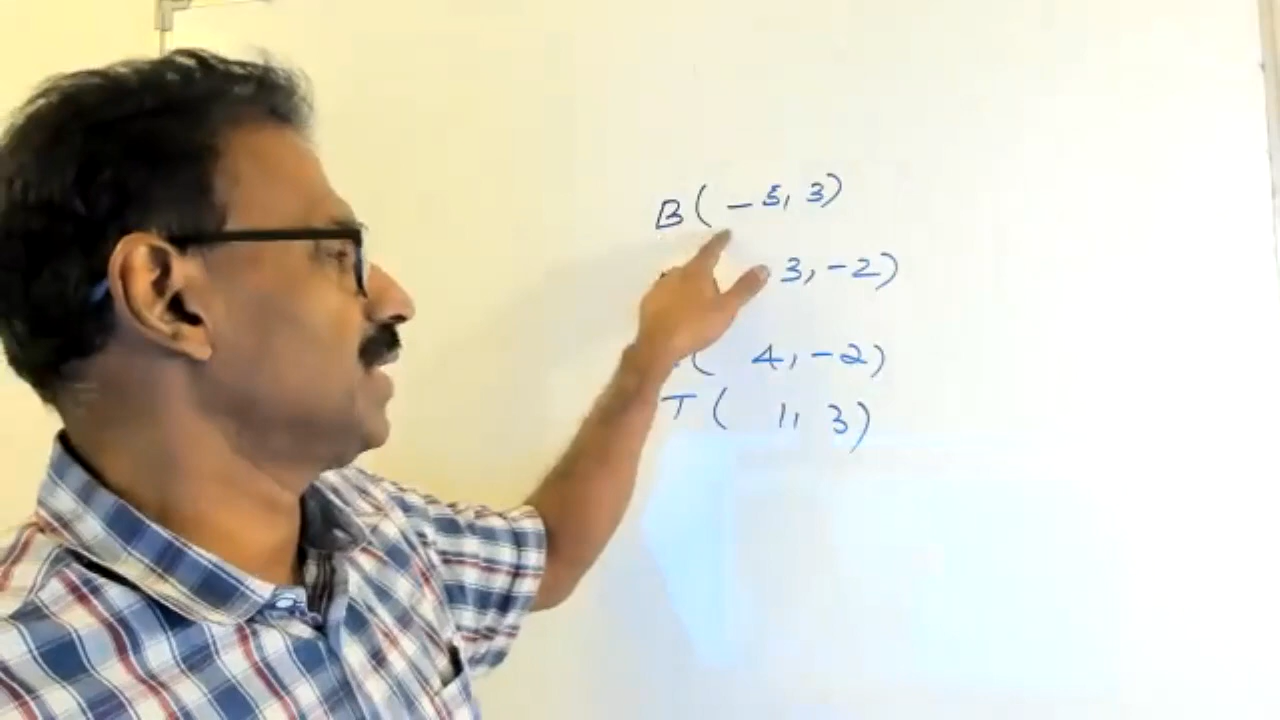 B ( - 5, 3)
3, -2)
( 4, -2)
T ( 1, 3)